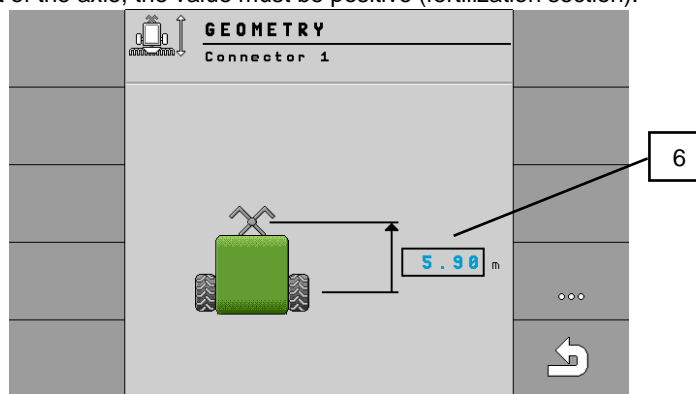 of the axle, the value must be positive (fertilization section).
GEOMETRY
Connector 1
6
5.90 m